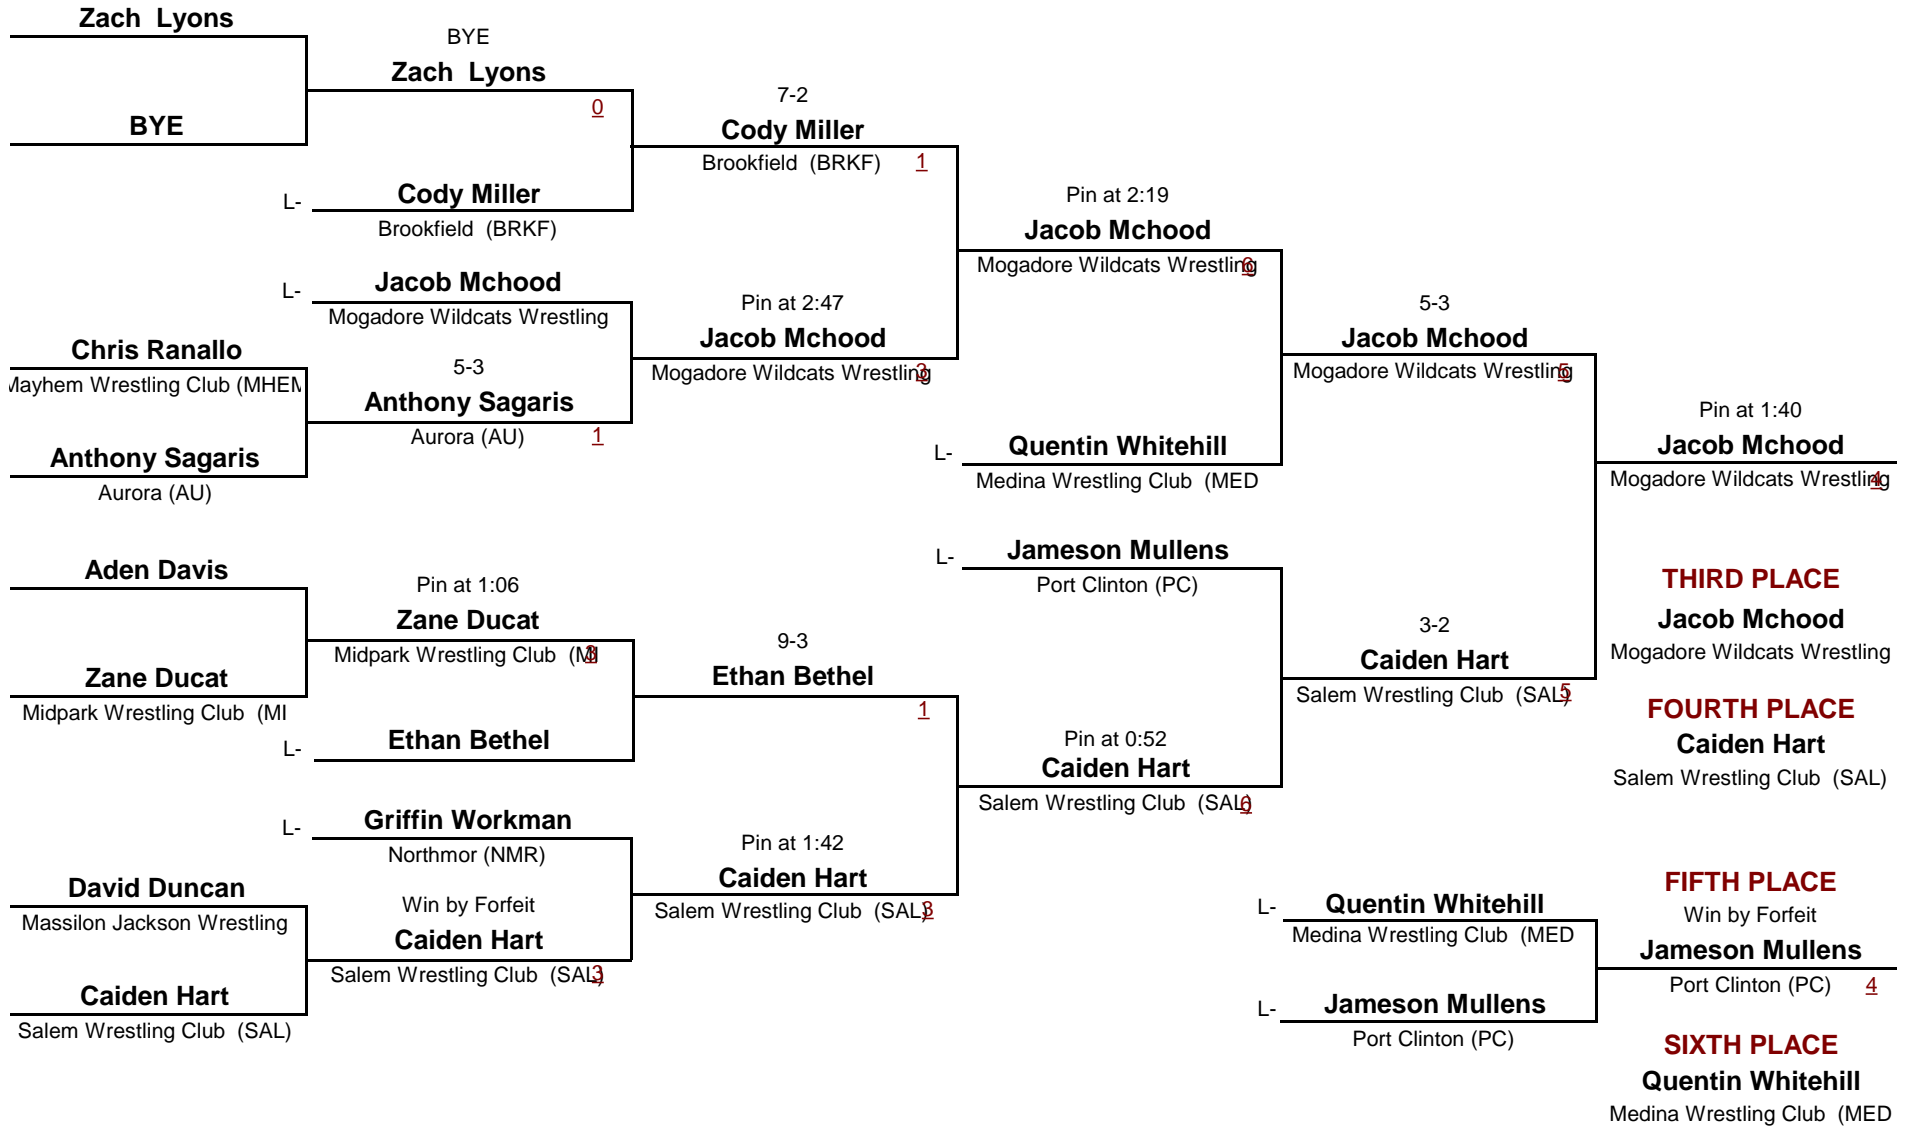 Zach  Lyons
BYE
BYE
Zach  Lyons
0
L-
Cody Miller
Brookfield  (BRKF)
7-2
Cody Miller
Brookfield  (BRKF)
1
L-
Jacob Mchood
Mogadore Wildcats Wrestling
Chris Ranallo
Mayhem Wrestling Club (MHEM
5-3
Anthony Sagaris
Aurora (AU)
1
Anthony Sagaris
Aurora (AU)
Pin at 2:47
Jacob Mchood
Mogadore Wildcats Wrestling
3
Pin at 2:19
Jacob Mchood
Mogadore Wildcats Wrestling
6
L-
Quentin Whitehill
Medina Wrestling Club  (MED
5-3
Jacob Mchood
Mogadore Wildcats Wrestling
5
Pin at 1:40
Jacob Mchood
Mogadore Wildcats Wrestling
4
Aden Davis
Zane Ducat
Midpark Wrestling Club  (MI
Pin at 1:06
Zane Ducat
Midpark Wrestling Club  (MI
3
L-
Ethan Bethel
9-3
Ethan Bethel
1
L-
Griffin Workman
Northmor (NMR)
David Duncan
Massilon Jackson Wrestling
Win by Forfeit
Caiden Hart
Salem Wrestling Club  (SAL)
3
Caiden Hart
Salem Wrestling Club  (SAL)
Pin at 1:42
Caiden Hart
Salem Wrestling Club  (SAL)
3
Pin at 0:52
Caiden Hart
Salem Wrestling Club  (SAL)
6
L-
Jameson Mullens
Port Clinton (PC)
3-2
Caiden Hart
Salem Wrestling Club  (SAL)
5
THIRD PLACE
Jacob Mchood
Mogadore Wildcats Wrestling
FOURTH PLACE
Caiden Hart
Salem Wrestling Club  (SAL)
L-
Quentin Whitehill
Medina Wrestling Club  (MED
L-
Jameson Mullens
Port Clinton (PC)
FIFTH PLACE
Win by Forfeit
Jameson Mullens
Port Clinton (PC)
4
SIXTH PLACE
Quentin Whitehill
Medina Wrestling Club  (MED